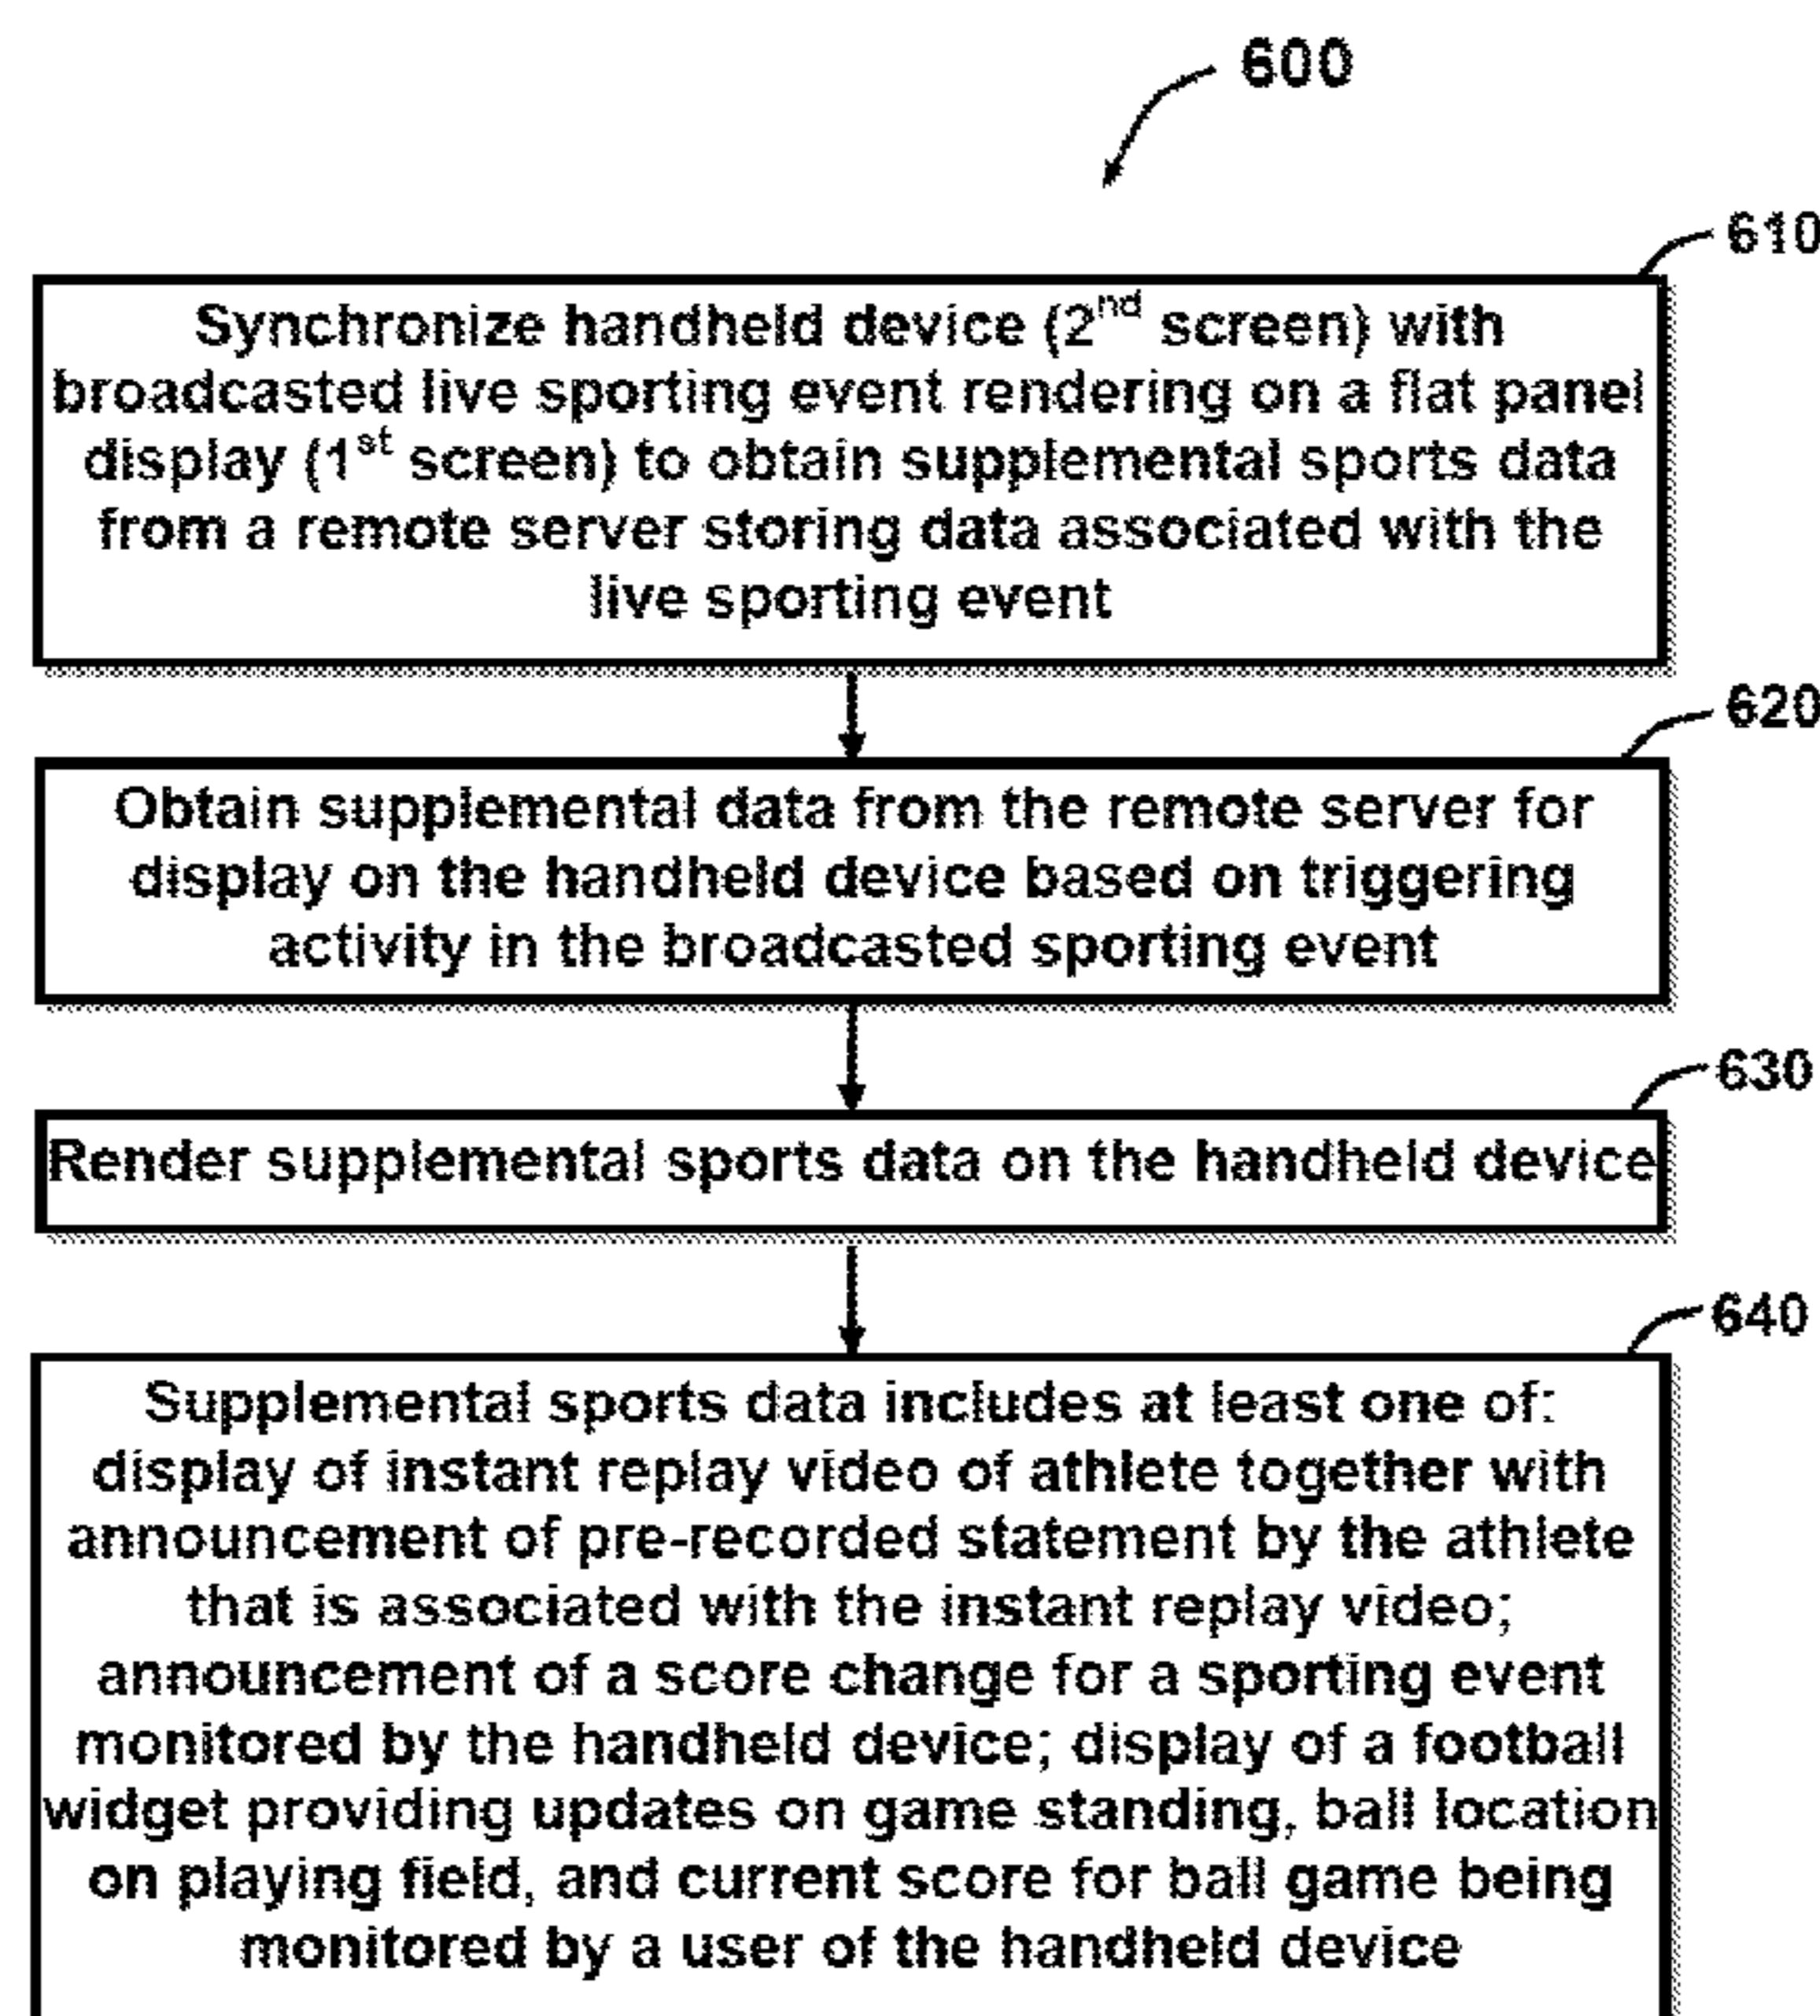 600
610
Synchronize handheld device (2nd screen) with
broadcasted live sporting event rendering on a flat panel
display (1st screen) to obtain supplemental sports data
from a remote server storing data associated with the
live sporting event
620
Obtain supplemental data from the remote server for
display on the handheld device based on triggering
activity in the broadcasted sporting event
630
Render supplemental sports data on the handheld device
640
Supplemental sports data includes at least one of:
display of instant replay video of athlete together with
announcement of pre-recorded statement by the athlete
that is associated with the instant replay video;
announcement of a score change for a sporting event
monitored by the handheld device; display of a football
widget providing updates on game standing, ball location
on playing field, and current score for ball game being
monitored by a user of the handheld device